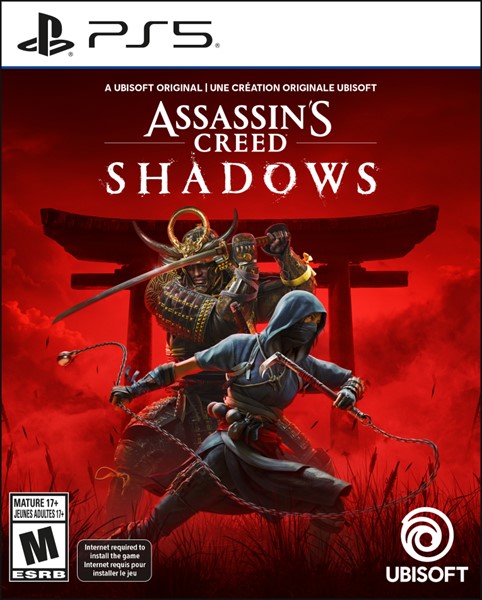 PS5
A UBISOFT ORIGINAL | UNE CRÉATION ORIGINALE UBISOFT
ASSASSIN'S
CREED
SHADOWS
MATURE 17+
JEUNES ADULTES 17+
M
ESRB
Internet required to
install the game
Internet requis pour
installer le jeu
UBISOFT